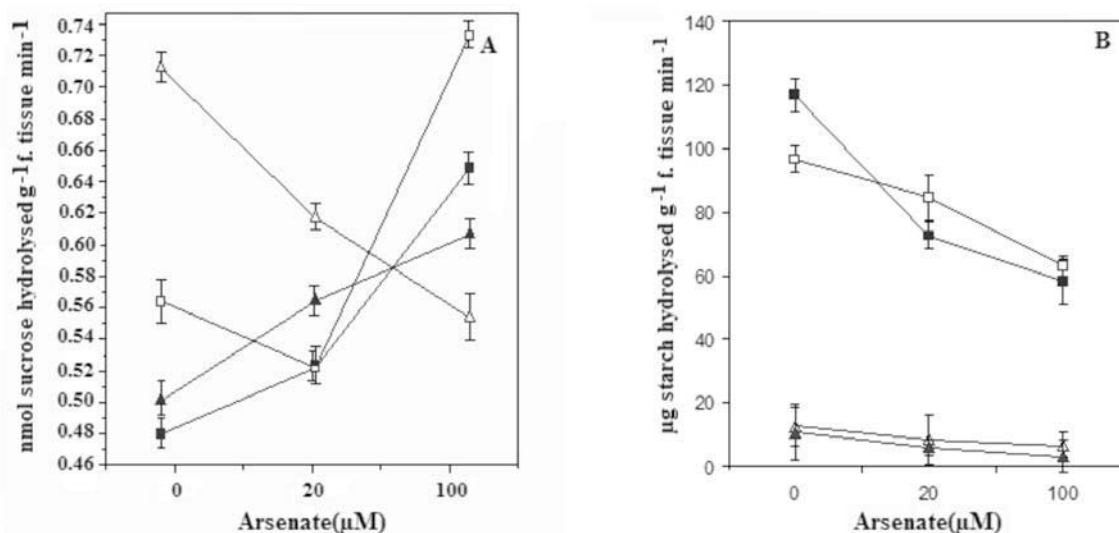 A
nmol sucrose hydrolysed g⁻¹ f. tissue min⁻¹
0.74
0.72
0.70
0.68
0.66
0.64
0.62
0.60
0.58
0.56
0.54
0.52
0.50
0.48
0.46
0 20 100
Arsenate(µM)
B
µg starch hydrolysed g⁻¹ f. tissue min⁻¹
140
120
100
80
60
40
20
0
0 20 100
Arsenate(µM)